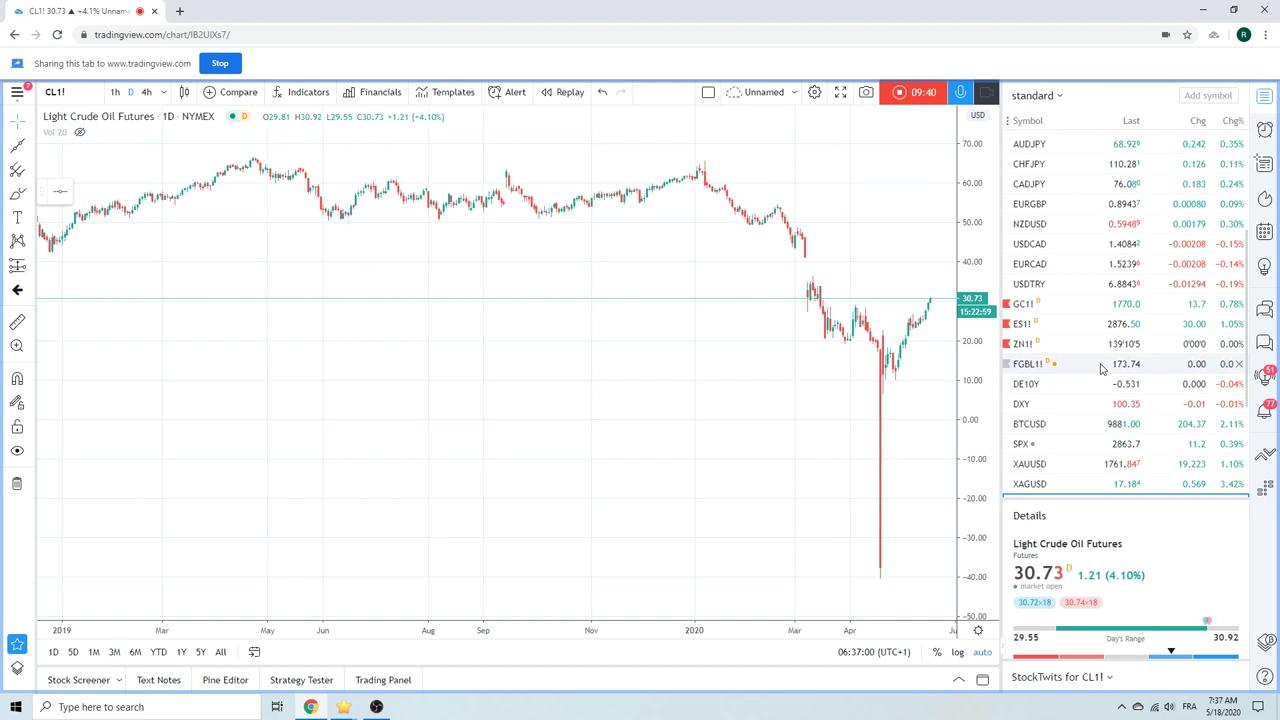 CL1! 30.73 ▲ +4.1% Unname
tradingview.com/chart/IB2UIXs7/
R
Sharing this tab to www.tradingview.com Stop
7
CL1! 1h D 4h Compare Indicators Financials Templates Alert Replay Unnamed 09:40
Light Crude Oil Futures · 1D · NYMEX D O29.81 H30.92 L29.55 C30.73 +1.21 (+4.10%)
Vol 20
USD
70.00
60.00
50.00
40.00
30.73
15:22:59
20.00
10.00
0.00
−10.00
−20.00
−30.00
−40.00
−50.00
2019 Mar May Jun Aug Sep Nov 2020 Mar Apr Ju
1D 5D 1M 3M 6M YTD 1Y 5Y All 06:37:00 (UTC+1) % log auto
Stock Screener Text Notes Pine Editor Strategy Tester Trading Panel
standard Add symbol
Symbol Last Chg Chg%
AUDJPY 68.926 0.242 0.35%
CHFJPY 110.281 0.126 0.11%
CADJPY 76.080 0.183 0.24%
EURGBP 0.89437 0.00080 0.09%
NZDUSD 0.59489 0.00179 0.30%
USDCAD 1.40842 −0.00208 −0.15%
EURCAD 1.52396 −0.00208 −0.14%
USDTRY 6.88436 −0.01294 −0.19%
GC1! D 1770.0 13.7 0.78%
ES1! D 2876.50 30.00 1.05%
ZN1! D 139'10'5 0'00'0 0.00%
FGBL1! D 173.74 0.00 0.0
DE10Y −0.531 0.000 −0.04%
DXY 100.35 −0.01 −0.01%
BTCUSD 9881.00 204.37 2.11%
SPX 2863.7 11.2 0.39%
XAUUSD 1761.847 19.223 1.10%
XAGUSD 17.184 0.569 3.42%
Details
Light Crude Oil Futures
Futures
30.73 D 1.21 (4.10%)
market open
30.72×18 30.74×18
29.55 Day's Range 30.92
StockTwits for CL1!
51
77
Type here to search
FRA
7:37 AM
5/18/2020